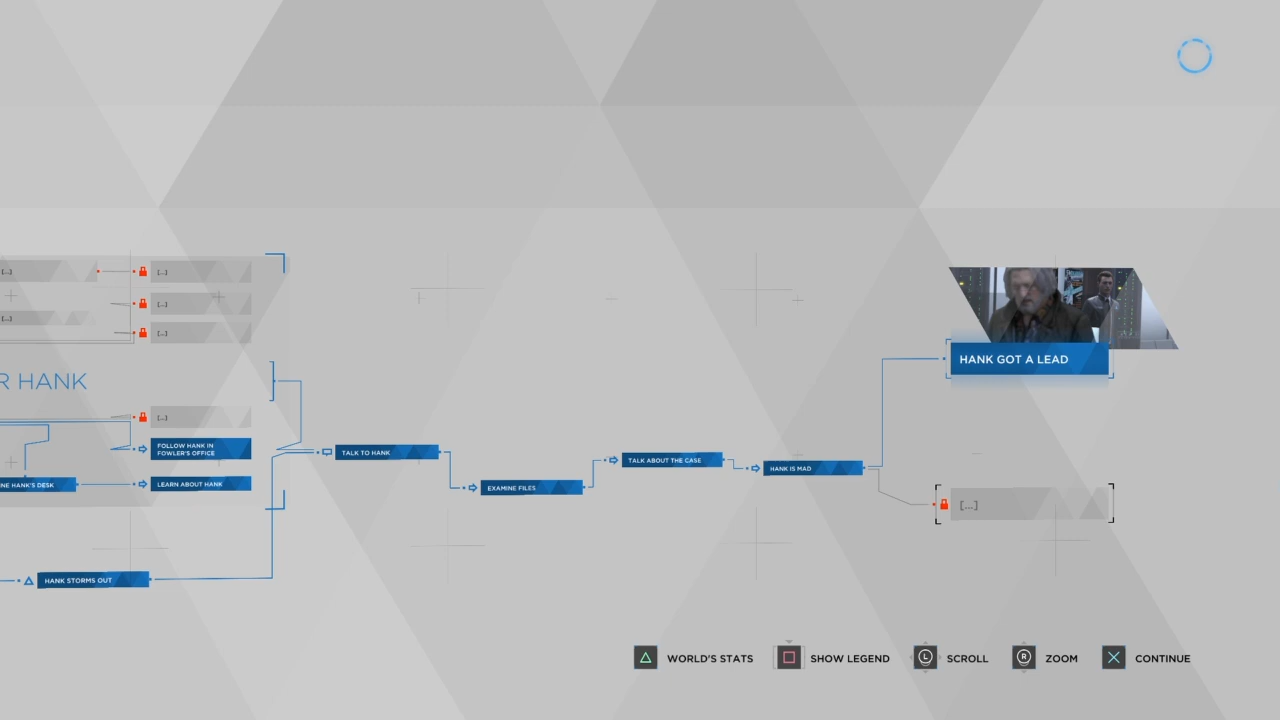 [...]
[...]
[...]
[...]
[...]
R HANK
[...]
FOLLOW HANK IN
FOWLER'S OFFICE
NE HANK'S DESK
LEARN ABOUT HANK
HANK STORMS OUT
TALK TO HANK
EXAMINE FILES
TALK ABOUT THE CASE
HANK IS MAD
HANK GOT A LEAD
[...]
WORLD'S STATS
SHOW LEGEND
L
SCROLL
R
ZOOM
CONTINUE